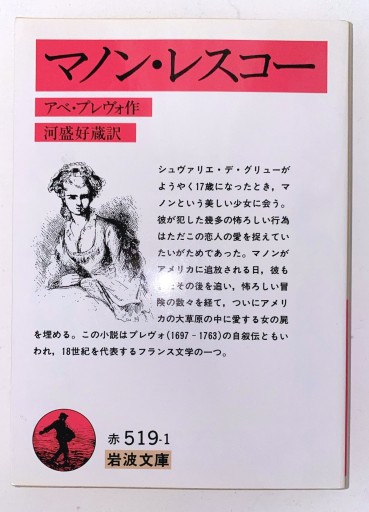 マノン・レスコー
アベ・プレヴォ作
河盛好蔵訳
シュヴァリエ・デ・グリューが
ようやく17歳になったとき，マ
ノンという美しい少女に会う。
彼が犯した幾多の怖ろしい行為
はただこの恋人の愛を捉えてい
たいがためであった。マノンが
アメリカに追放される日，彼も
またその後を追い，怖ろしい冒
険の数々を経て，ついにアメリ
カの大草原の中に愛する女の屍
を埋める。この小説はプレヴォ(1697‐1763)の自叙伝ともい
われ，18世紀を代表するフランス文学の一つ。
赤519-1
岩波文庫